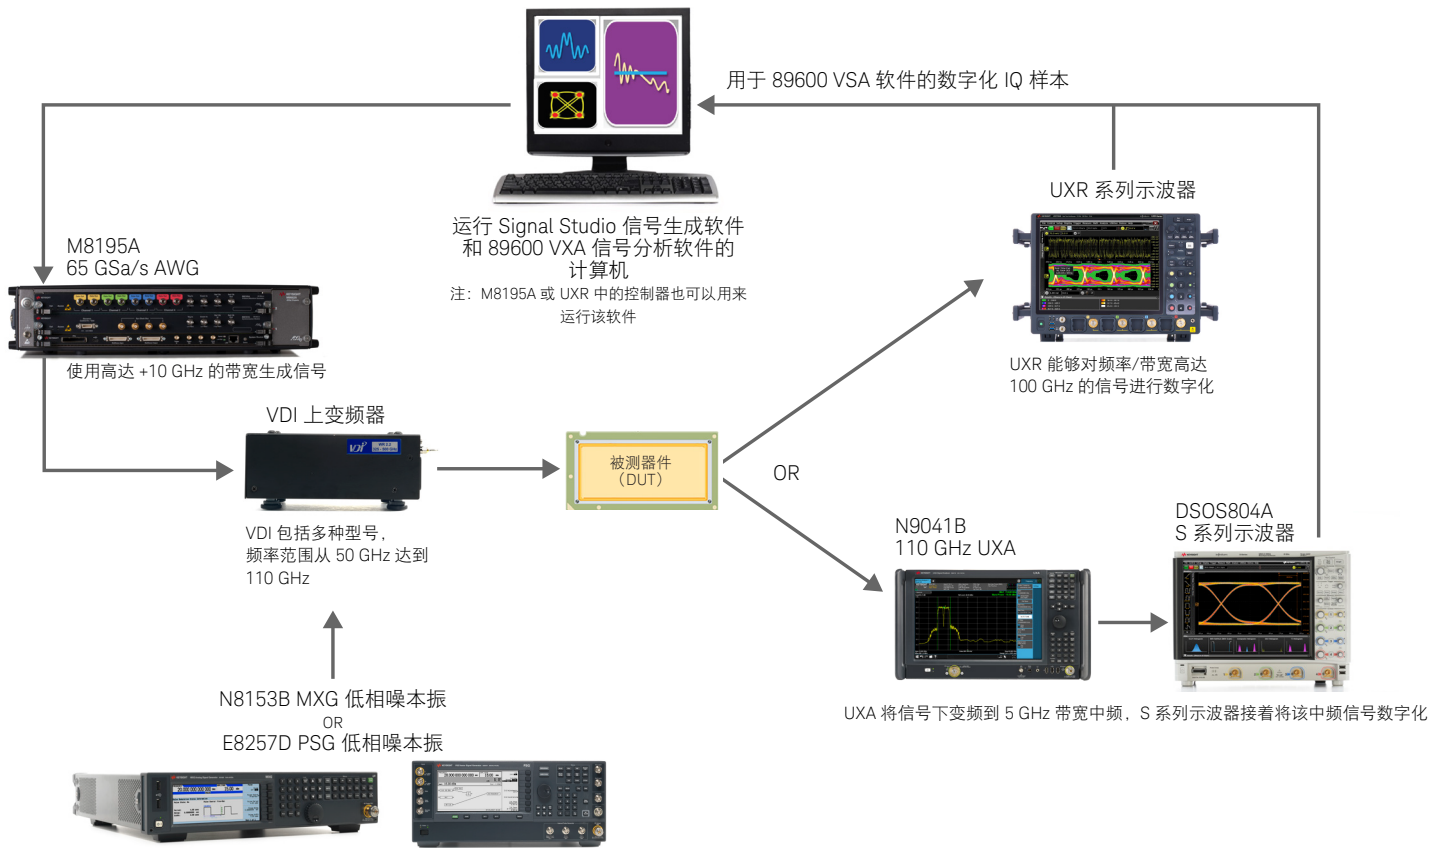 用于 89600 VSA 软件的数字化 IQ 样本
UXR 系列示波器
运行 Signal Studio 信号生成软件
和 89600 VXA 信号分析软件的
计算机
注：M8195A 或 UXR 中的控制器也可以用来
运行该软件
M8195A
65 GSa/s AWG
使用高达 +10 GHz 的带宽生成信号
UXR 能够对频率/带宽高达
100 GHz 的信号进行数字化
VDI 上变频器
VDI
被测器件
（DUT）
OR
VDI 包括多种型号，
频率范围从 50 GHz 达到
110 GHz
N9041B
110 GHz UXA
DSOS804A
S 系列示波器
UXA 将信号下变频到 5 GHz 带宽中频，S 系列示波器接着将该中频信号数字化
N8153B MXG 低相噪本振
OR
E8257D PSG 低相噪本振